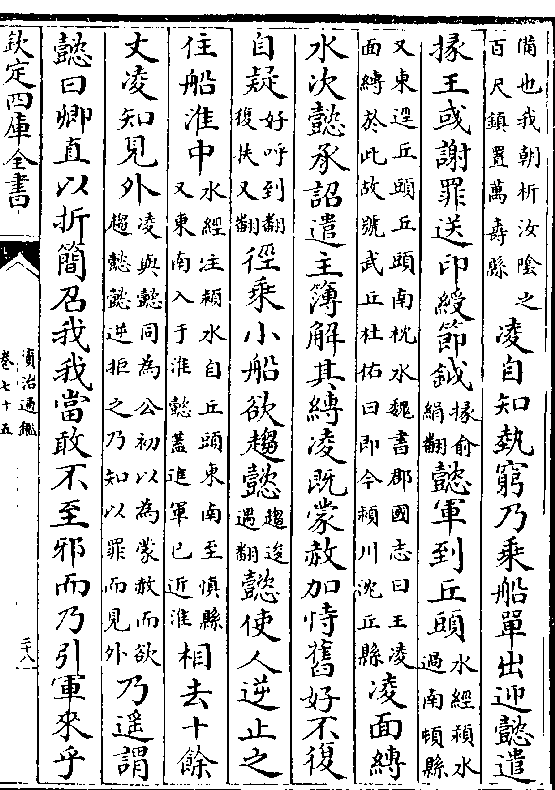 備也我朝析汝隂之
百尺鎮置萬壽縣
凌自知埶窮乃乗船單出迎懿遣
掾王彧謝罪送印綬節鉞
掾俞
絹翻
懿軍到丘頭
水經潁水
過南頓縣
又東逕丘頭丘頭南枕水魏書郡國志曰王凌
面縛於此故號武丘杜佑曰即今潁川沈丘縣
凌面縛
水次懿承詔遣主簿解其縛凌既蒙赦加恃舊好不復
自疑
好呼到翻
復扶又翻
徑乗小船欲趨懿
趨逡
遇翻
懿使人逆止之
住船淮中
水經注潁水自丘頭東南至慎縣
又東南入于淮懿蓋進軍已近淮
相去十餘
丈凌知見外
凌與懿同為公初以為蒙赦而欲
趨懿懿逆拒之乃知以罪而見外
乃遥謂
懿曰卿直以折簡召我我當敢不至邪而乃引軍來乎
欽定四庫全書
資治通鑑
卷七十五
二十八